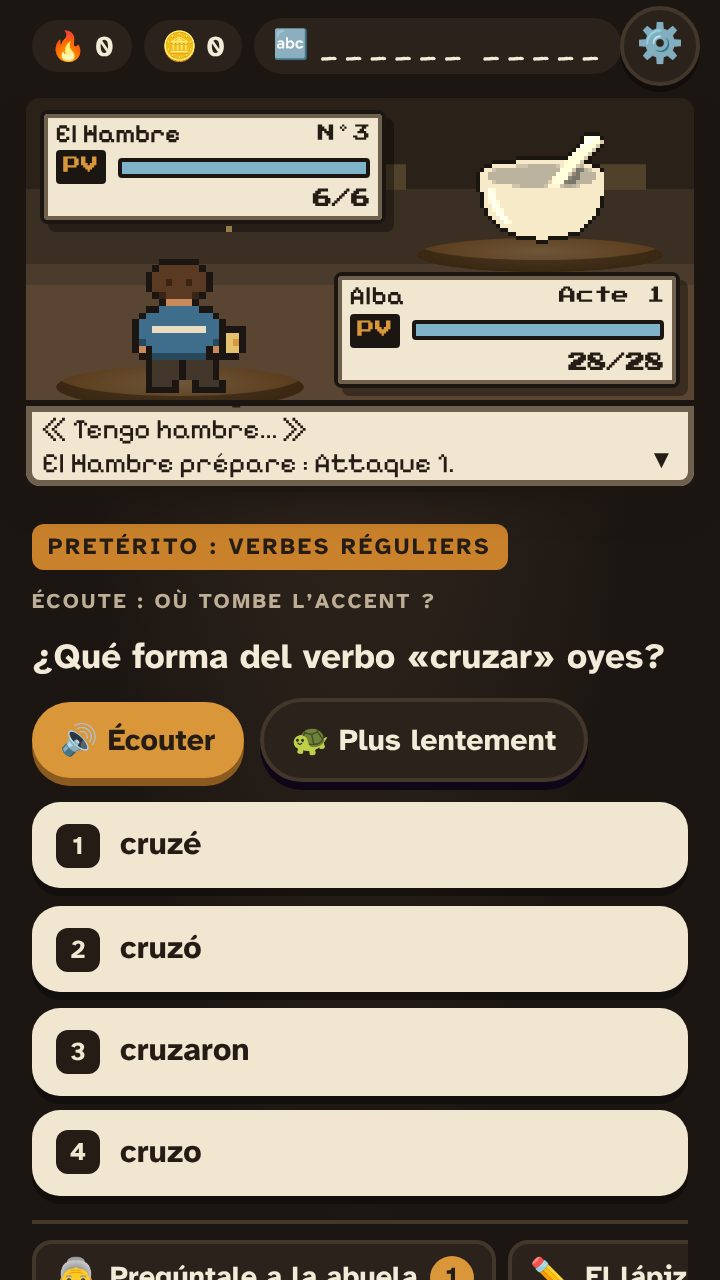 🔥 0 🪙 0 🔤 _ _ _ _ _ _ _ _ _ _ _ ⚙️
El Hambre N°3
PV
6/6
Alba Acte 1
PV
28/28
« Tengo hambre… »
El Hambre prépare : Attaque 1. ▼
PRETÉRITO : VERBES RÉGULIERS
ÉCOUTE : OÙ TOMBE L’ACCENT ?
¿Qué forma del verbo «cruzar» oyes?
🔊 Écouter 🐢 Plus lentement
1 cruzé
2 cruzó
3 cruzaron
4 cruzo
👵 Pregúntale a la abuela 1 ✏️ El lápiz